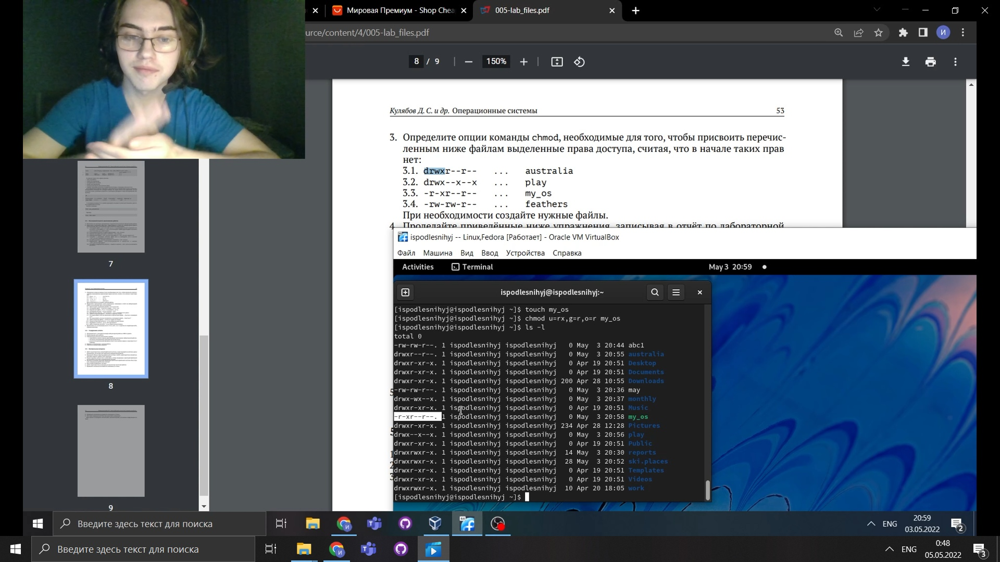 Мировая Премиум - Shop Chea
005-lab_files.pdf
urce/content/4/005-lab_files.pdf
И
8 / 9
150%
Кулябов Д. С. и др. Операционные системы 53
3. Определите опции команды chmod, необходимые для того, чтобы присвоить перечис-
ленным ниже файлам выделенные права доступа, считая, что в начале таких прав
нет:
3.1. drwxr--r-- ... australia
3.2. drwx--x--x ... play
3.3. -r-xr--r-- ... my_os
3.4. -rw-rw-r-- ... feathers
При необходимости создайте нужные файлы.
4 Проделайте приведённые ниже упражнения, записывая в отчёт по лабораторной
7
8
9
ispodlesnihyj -- Linux,Fedora [Работает] - Oracle VM VirtualBox
Файл Машина Вид Ввод Устройства Справка
Activities Terminal May 3 20:59
ispodlesnihyj@ispodlesnihyj:~
[ispodlesnihyj@ispodlesnihyj ~]$ touch my_os
[ispodlesnihyj@ispodlesnihyj ~]$ chmod u=rx,g=r,o=r my_os
[ispodlesnihyj@ispodlesnihyj ~]$ ls -l
total 0
-rw-rw-r--. 1 ispodlesnihyj ispodlesnihyj 0 May 3 20:44 abc1
drwxr--r--. 1 ispodlesnihyj ispodlesnihyj 0 May 3 20:55 australia
drwxr-xr-x. 1 ispodlesnihyj ispodlesnihyj 0 Apr 19 20:51 Desktop
drwxr-xr-x. 1 ispodlesnihyj ispodlesnihyj 0 Apr 19 20:51 Documents
drwxr-xr-x. 1 ispodlesnihyj ispodlesnihyj 200 Apr 28 10:55 Downloads
-rw-rw-r--. 1 ispodlesnihyj ispodlesnihyj 0 May 3 20:36 may
drwx-wx--x. 1 ispodlesnihyj ispodlesnihyj 0 May 3 20:37 monthly
drwxr-xr-x. 1 ispodlesnihyj ispodlesnihyj 0 Apr 19 20:51 Music
-r-xr--r--. 1 ispodlesnihyj ispodlesnihyj 0 May 3 20:58 my_os
drwxr-xr-x. 1 ispodlesnihyj ispodlesnihyj 234 Apr 28 12:28 Pictures
drwx--x--x. 1 ispodlesnihyj ispodlesnihyj 0 May 3 20:56 play
drwxr-xr-x. 1 ispodlesnihyj ispodlesnihyj 0 Apr 19 20:51 Public
drwxrwxr-x. 1 ispodlesnihyj ispodlesnihyj 14 May 3 20:30 reports
drwxrwxr-x. 1 ispodlesnihyj ispodlesnihyj 28 May 3 20:52 ski.places
drwxr-xr-x. 1 ispodlesnihyj ispodlesnihyj 0 Apr 19 20:51 Templates
drwxr-xr-x. 1 ispodlesnihyj ispodlesnihyj 0 Apr 19 20:51 Videos
drwxrwxr-x. 1 ispodlesnihyj ispodlesnihyj 10 Apr 20 18:05 work
[ispodlesnihyj@ispodlesnihyj ~]$
Введите здесь текст для поиска
ENG
20:59
03.05.2022
2
Введите здесь текст для поиска
ENG
0:48
05.05.2022
3